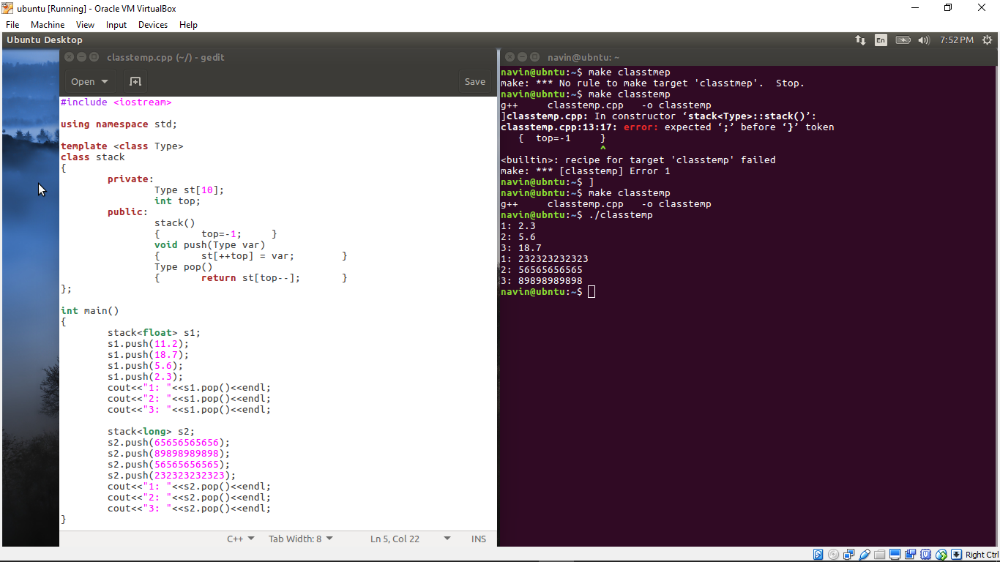 ubuntu [Running] - Oracle VM VirtualBox
File Machine View Input Devices Help
Ubuntu Desktop En 7:52 PM
classtemp.cpp (~/) - gedit
Open Save
#include <iostream>
using namespace std;
template <class Type>
class stack
{
private:
Type st[10];
int top;
public:
stack()
{ top=-1; }
void push(Type var)
{ st[++top] = var; }
Type pop()
{ return st[top--]; }
};
int main()
{
stack<float> s1;
s1.push(11.2);
s1.push(18.7);
s1.push(5.6);
s1.push(2.3);
cout<<"1: "<<s1.pop()<<endl;
cout<<"2: "<<s1.pop()<<endl;
cout<<"3: "<<s1.pop()<<endl;
stack<long> s2;
s2.push(65656565656);
s2.push(89898989898);
s2.push(56565656565);
s2.push(232323232323);
cout<<"1: "<<s2.pop()<<endl;
cout<<"2: "<<s2.pop()<<endl;
cout<<"3: "<<s2.pop()<<endl;
}
C++ Tab Width: 8 Ln 5, Col 22 INS
navin@ubntu: ~
navin@ubntu:~$ make classtmep
make: *** No rule to make target 'classtmep'.  Stop.
navin@ubntu:~$ make classtemp
g++     classtemp.cpp   -o classtemp
]classtemp.cpp: In constructor ‘stack<Type>::stack()’:
classtemp.cpp:13:17: error: expected ‘;’ before ‘}’ token
{  top=-1     }
^
<builtin>: recipe for target 'classtemp' failed
make: *** [classtemp] Error 1
navin@ubntu:~$ ]
navin@ubntu:~$ make classtemp
g++     classtemp.cpp   -o classtemp
navin@ubntu:~$ ./classtemp
1: 2.3
2: 5.6
3: 18.7
1: 232323232323
2: 56565656565
3: 89898989898
navin@ubntu:~$
Right Ctrl